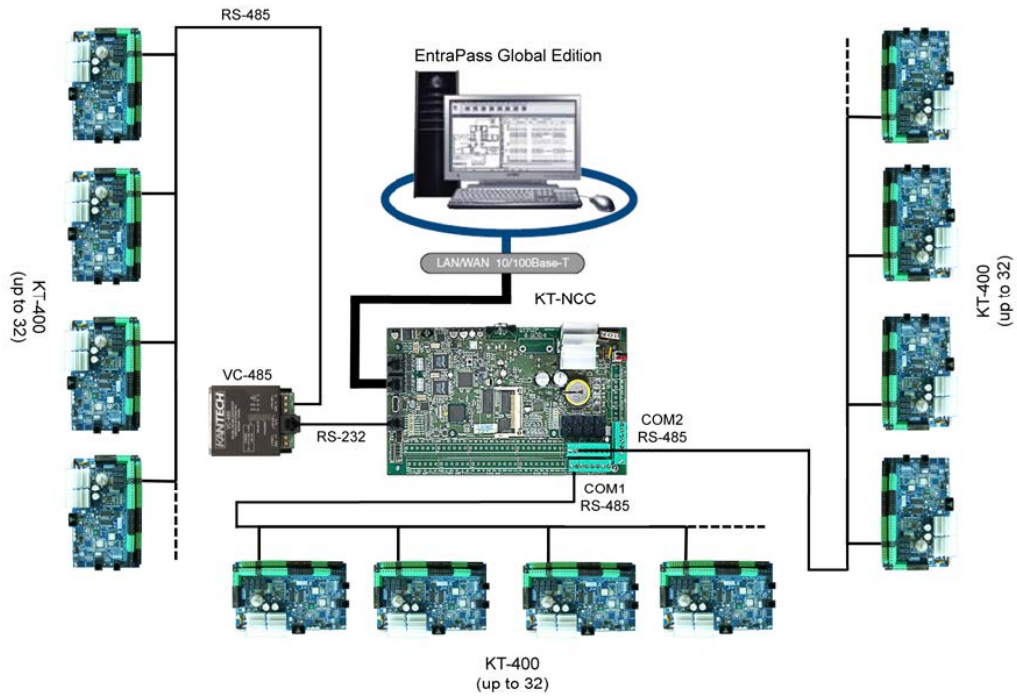 RS-485
EntraPass Global Edition
LAN/WAN 10/100Base-T
KT-NCC
KT-400
(up to 32)
KT-400
(up to 32)
VC-485
KANTECH
RS-232
COM2
RS-485
COM1
RS-485
KT-400
(up to 32)